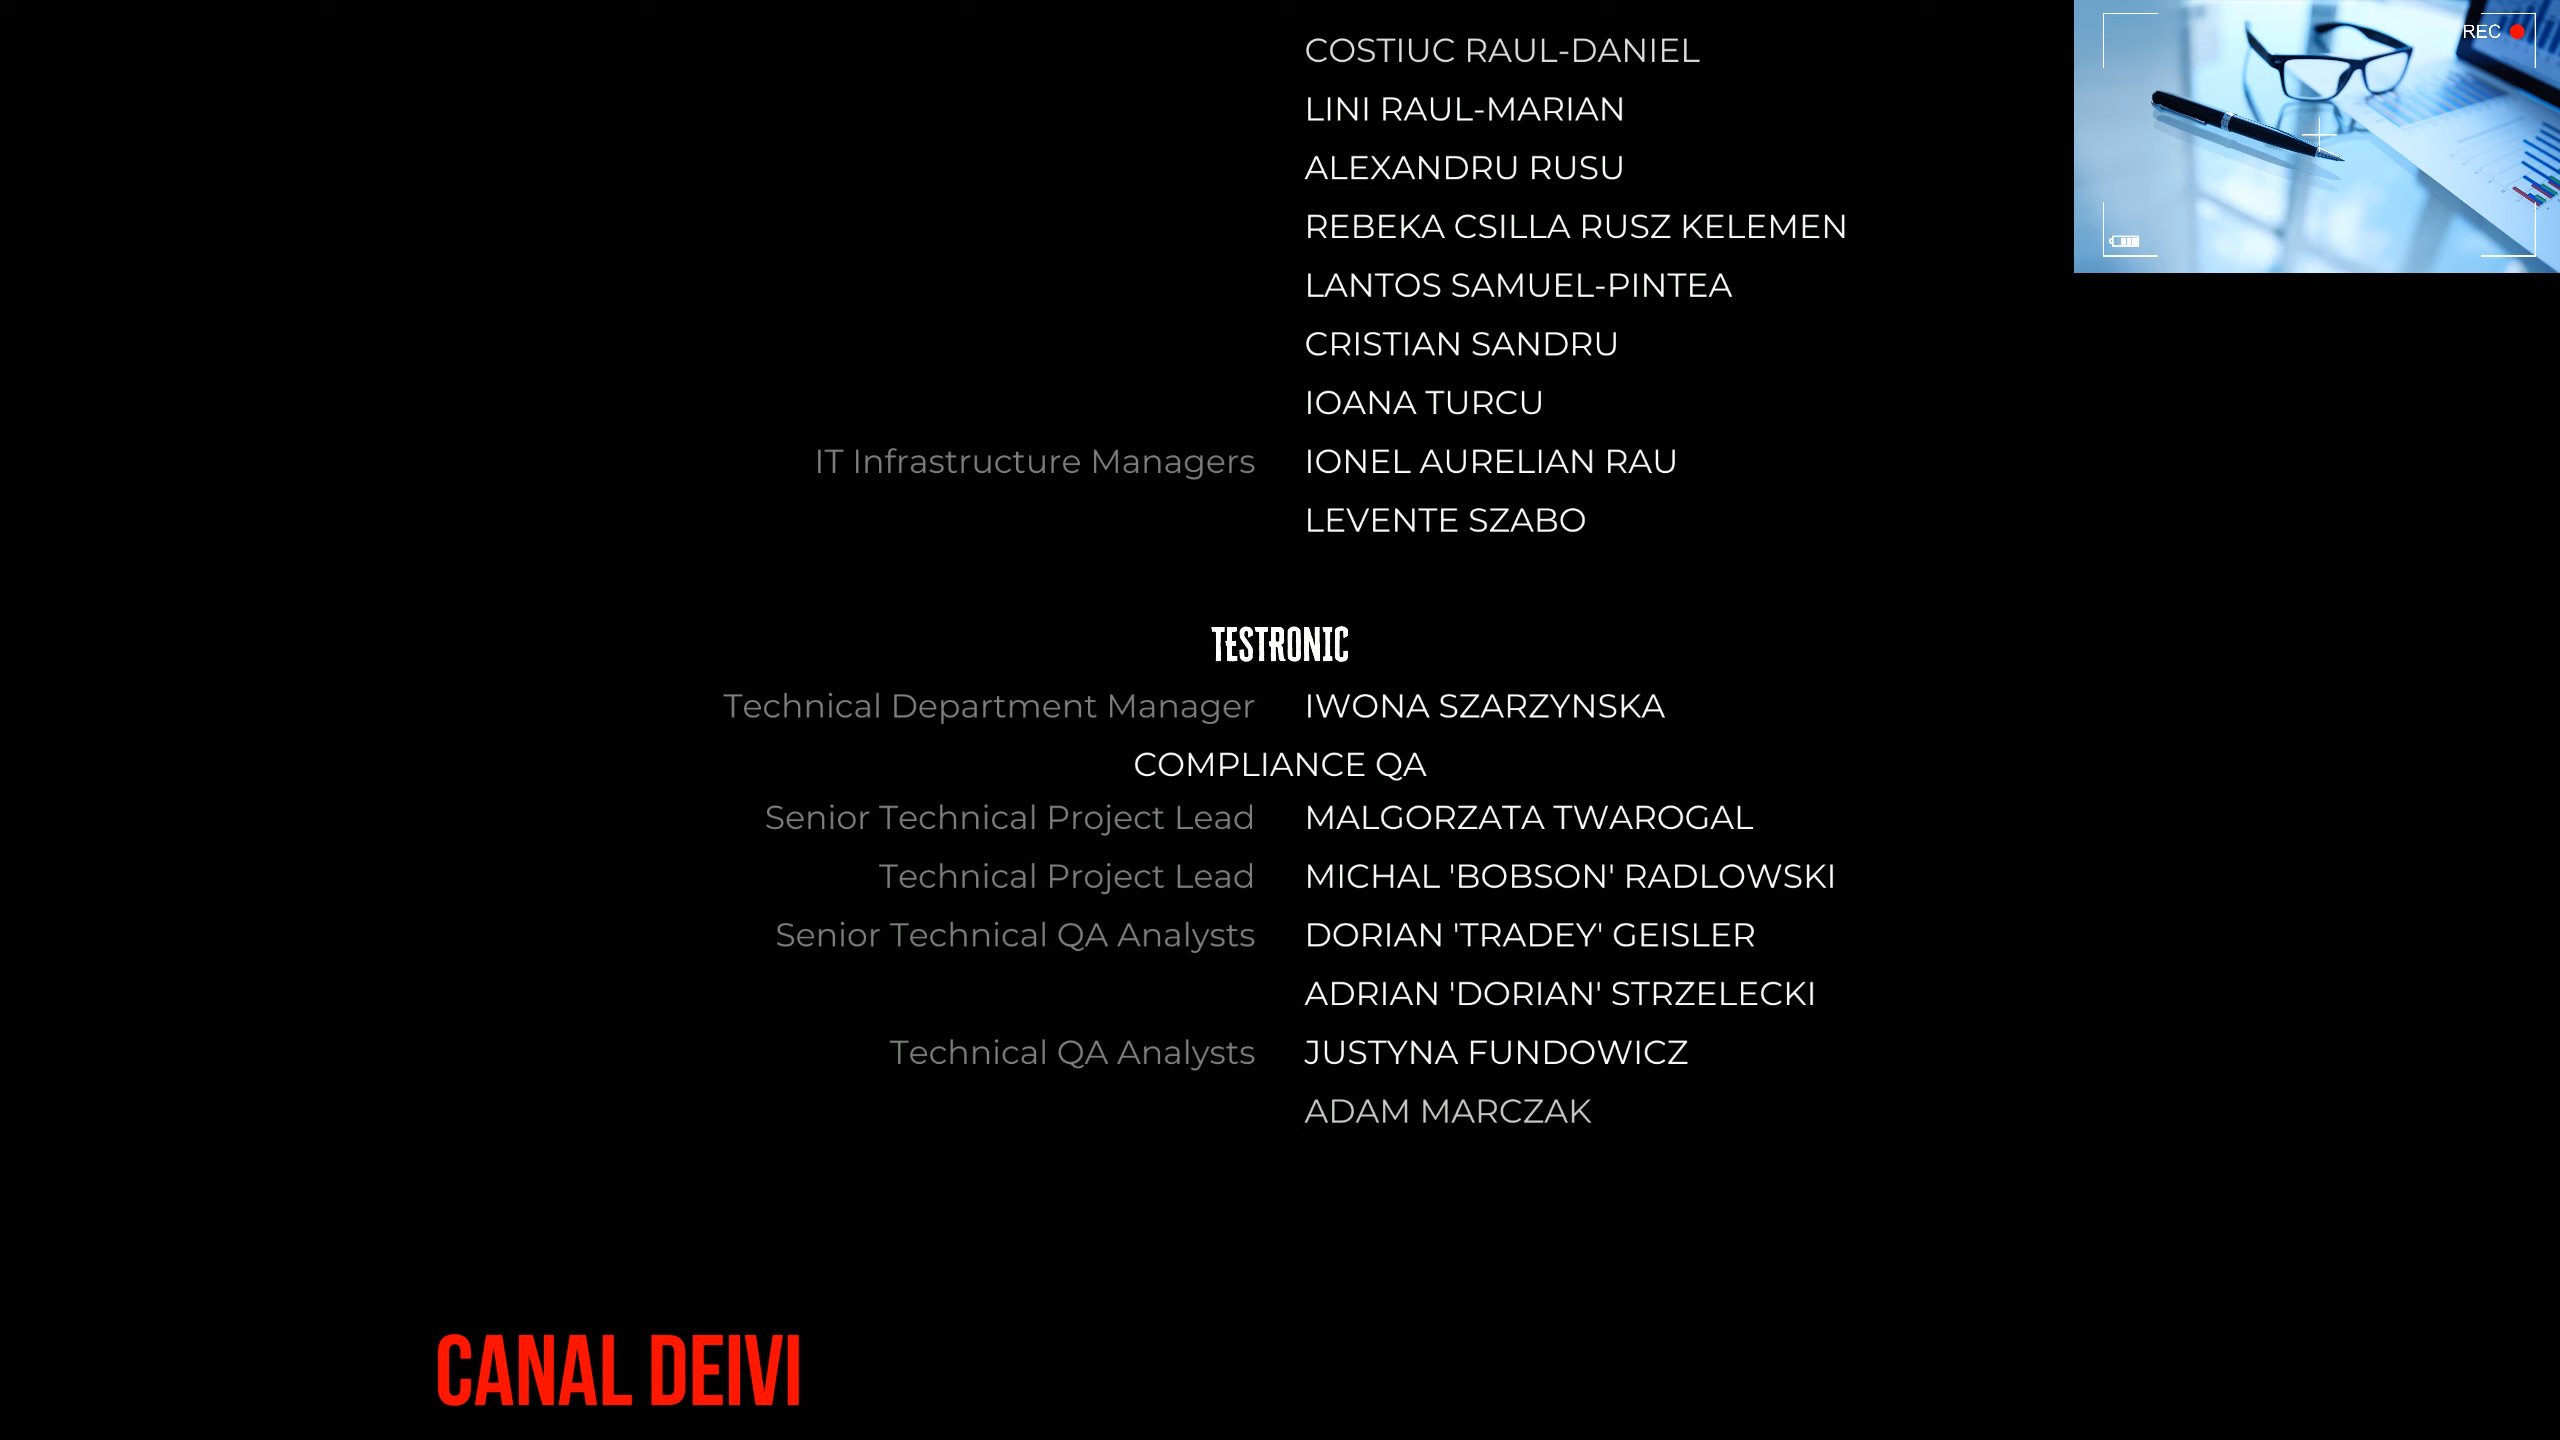 REC
COSTIUC RAUL-DANIEL
LINI RAUL-MARIAN
ALEXANDRU RUSU
REBEKA CSILLA RUSZ KELEMEN
LANTOS SAMUEL-PINTEA
CRISTIAN SANDRU
IOANA TURCU
IT Infrastructure Managers IONEL AURELIAN RAU
LEVENTE SZABO
TESTRONIC
Technical Department Manager IWONA SZARZYNSKA
COMPLIANCE QA
Senior Technical Project Lead MALGORZATA TWAROGAL
Technical Project Lead MICHAL 'BOBSON' RADLOWSKI
Senior Technical QA Analysts DORIAN 'TRADEY' GEISLER
ADRIAN 'DORIAN' STRZELECKI
Technical QA Analysts JUSTYNA FUNDOWICZ
ADAM MARCZAK
CANAL DEIVI